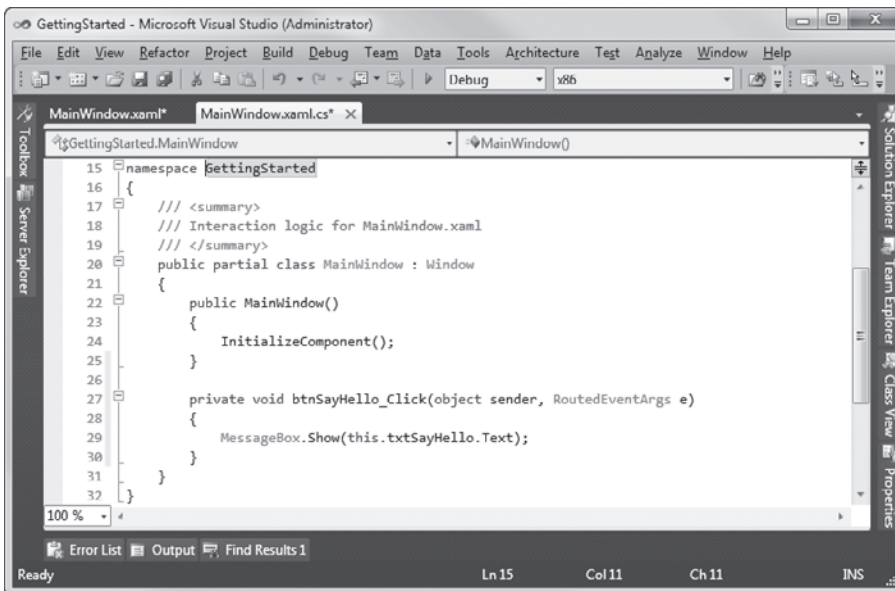 GettingStarted - Microsoft Visual Studio (Administrator)
File Edit View Refactor Project Build Debug Team Data Tools Architecture Test Analyze Window Help
Debug x86
MainWindow.xaml* MainWindow.xaml.cs*
GettingStarted.MainWindow MainWindow()
15 namespace GettingStarted
16 {
17 /// <summary>
18 /// Interaction logic for MainWindow.xaml
19 /// </summary>
20 public partial class MainWindow : Window
21 {
22 public MainWindow()
23 {
24 InitializeComponent();
25 }
26
27 private void btnSayHello_Click(object sender, RoutedEventArgs e)
28 {
29 MessageBox.Show(this.txtSayHello.Text);
30 }
31 }
32 }
100 %
Toolbox
Server Explorer
Solution Explorer
Team Explorer
Class View
Properties
Error List Output Find Results 1
Ready Ln 15 Col 11 Ch 11 INS